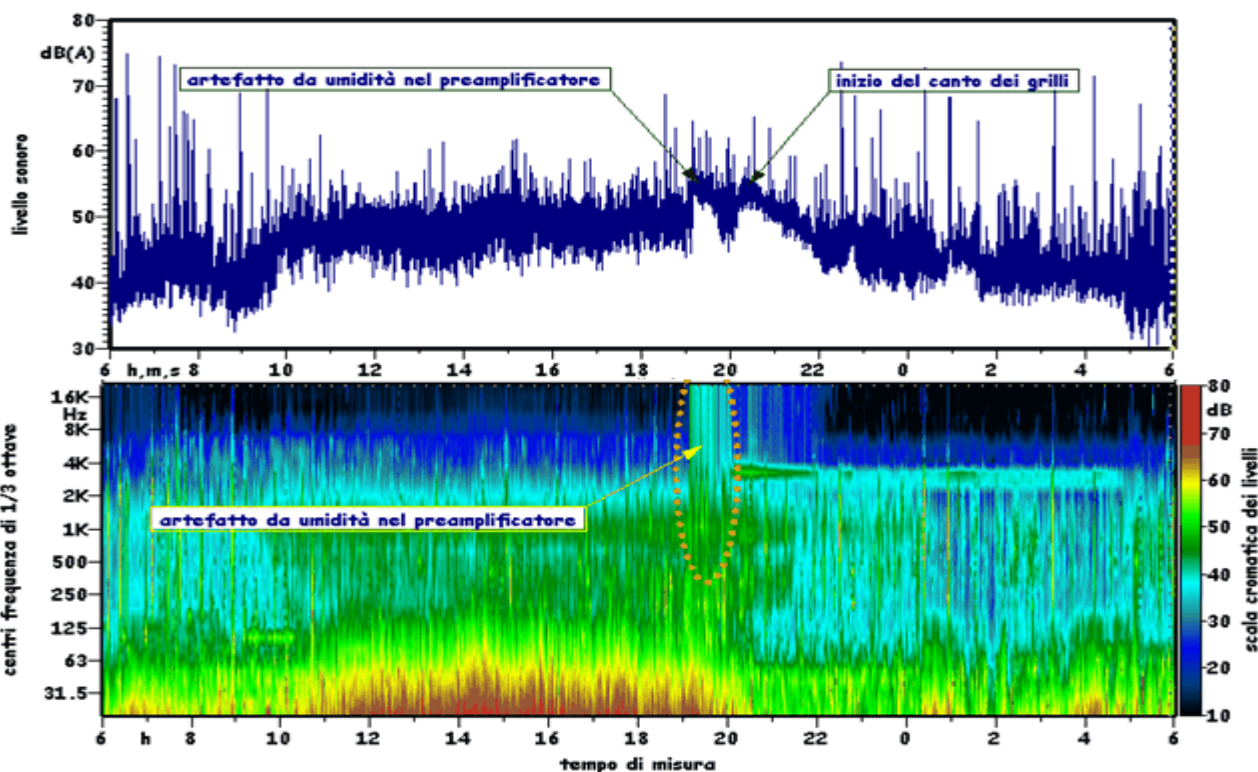 80
dB(A)
70
60
50
40
30
livello sonoro
artefatto da umidità nel preamplificatore
inizio del canto dei grilli
6 h,m,s 8 10 12 14 16 18 20 22 0 2 4 6
16K
Hz
8K
4K
2K
1K
500
250
125
63
31.5
centri frequenza di 1/3 ottave
artefatto da umidità nel preamplificatore
80
dB
70
60
50
40
30
20
10
scala cromatica dei livelli
6 h 8 10 12 14 16 18 20 22 0 2 4 6
tempo di misura